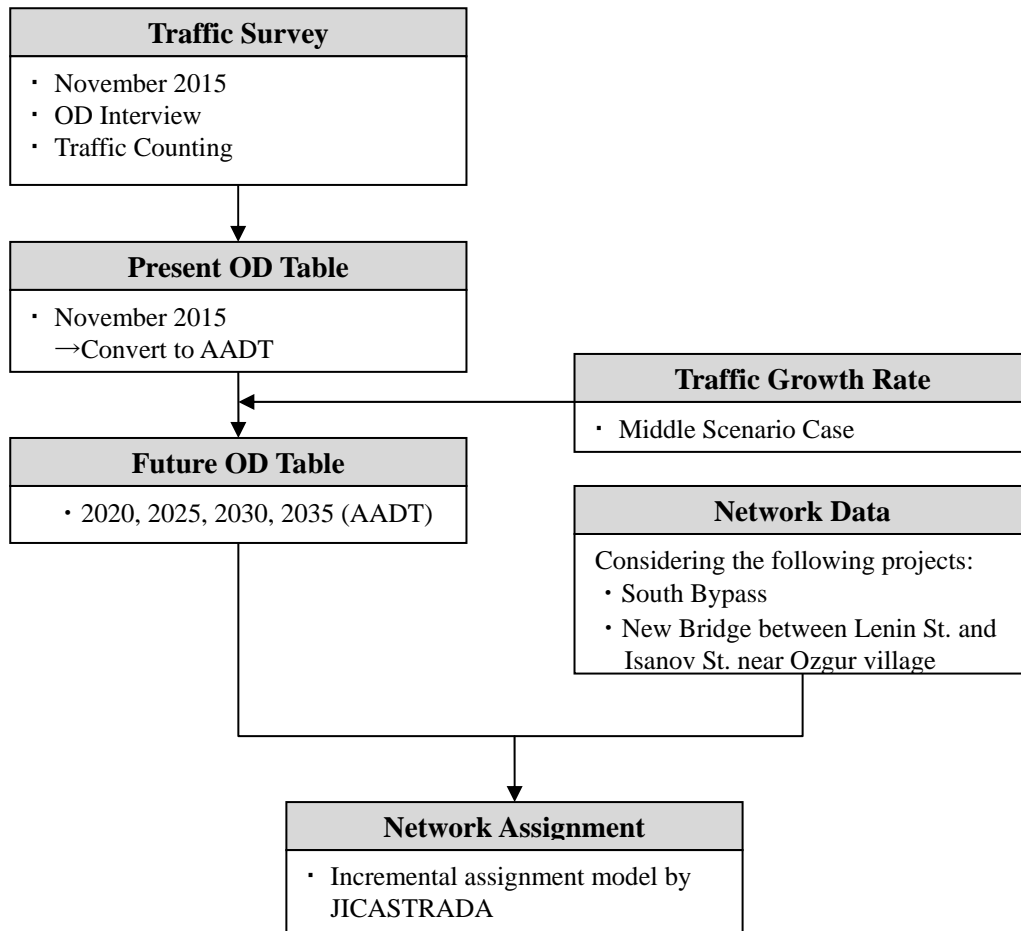 Traffic Survey
・ November 2015
・ OD Interview
・ Traffic Counting
Present OD Table
・ November 2015
→Convert to AADT
Traffic Growth Rate
・ Middle Scenario Case
Future OD Table
・2020, 2025, 2030, 2035 (AADT)
Network Data
Considering the following projects:
・South Bypass
・New Bridge between Lenin St. and
Isanov St. near Ozgur village
Network Assignment
・ Incremental assignment model by
JICASTRADA